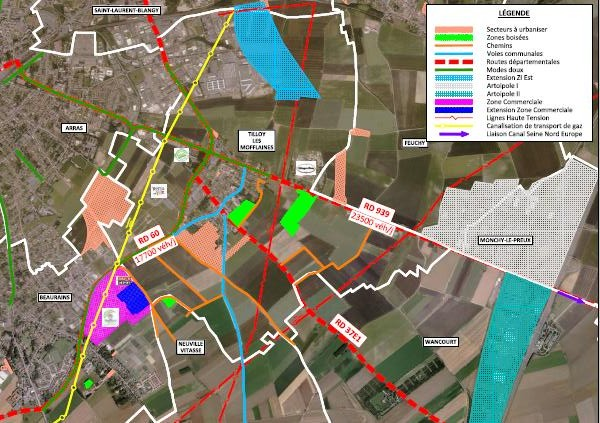 SAINT-LAURENT-BLANGY
LÉGENDE
Secteurs à urbaniser
Zones boisées
Chemins
Voies communales
Routes départementales
Modes doux
Extension ZI Est
Artoipole I
Artoipole II
Zone Commerciale
Extension Zone Commerciale
Lignes Haute Tension
Canalisation de transport de gaz
Liaison Canal Seine Nord Europe
ARRAS
TILLOY
LES
MOFFLAINES
FEUCHY
RD 939
23500 véh/j
RD 60
17700 véh/j
MONCHY-LE-PREUX
BEAURAINS
NEUVILLE
VITASSE
RD 37E1
WANCOURT